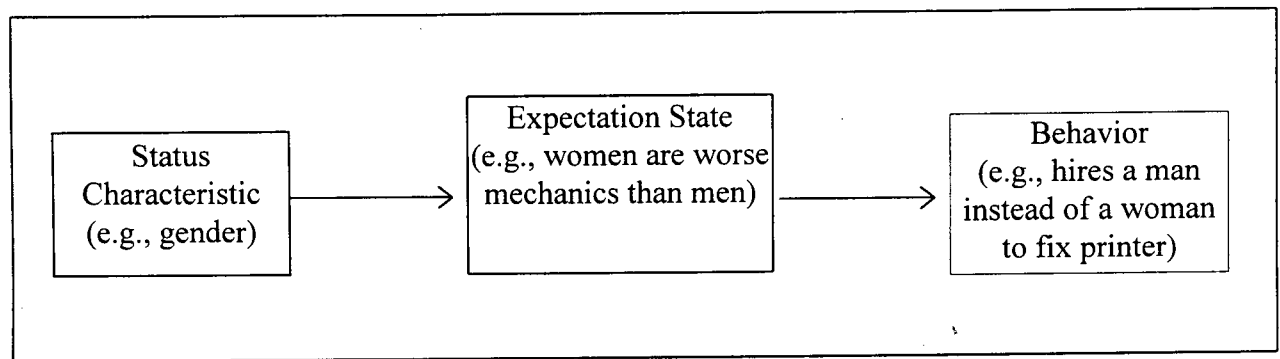 Status
Characteristic
(e.g., gender)
Expectation State
(e.g., women are worse
mechanics than men)
Behavior
(e.g., hires a man
instead of a woman
to fix printer)